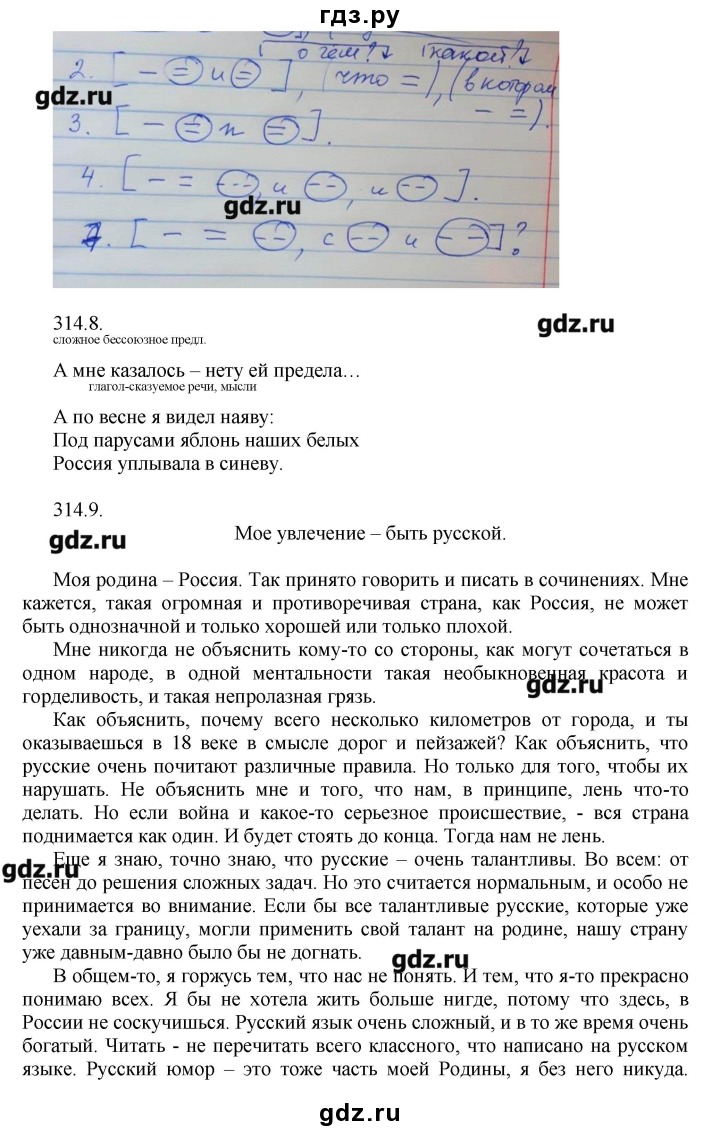 гдз.ру
о чём? какой?
2. [ – = и = ], (что =), (в котором
– =).
gdz.ru
3. [ – = и = ].
4. [ – = - - -, и - -, и - - ].
gdz.ru
7. [ – = - -, с - - и - - ]?
314.8.
gdz.ru
сложное бессоюзное предл.
А мне казалось – нету ей предела…
глагол-сказуемое речи, мысли
А по весне я видел наяву:
Под парусами яблонь наших белых
Россия уплывала в синеву.
314.9.
gdz.ru
Мое увлечение – быть русской.
Моя родина – Россия. Так принято говорить и писать в сочинениях. Мне
кажется, такая огромная и противоречивая страна, как Россия, не может
быть однозначной и только хорошей или только плохой.
Мне никогда не объяснить кому-то со стороны, как могут сочетаться в
одном народе, в одной ментальности такая необыкновенная красота и
gdz.ru
горделивость, и такая непролазная грязь.
Как объяснить, почему всего несколько километров от города, и ты
оказываешься в 18 веке в смысле дорог и пейзажей? Как объяснить, что
русские очень почитают различные правила. Но только для того, чтобы их
нарушать. Не объяснить мне и того, что нам, в принципе, лень что-то
делать. Но если война и какое-то серьезное происшествие, - вся страна
поднимается как один. И будет стоять до конца. Тогда нам не лень.
Еще я знаю, точно знаю, что русские – очень талантливы. Во всем: от
gdz.ru
песен до решения сложных задач. Но это считается нормальным, и особо не
принимается во внимание. Если бы все талантливые русские, которые уже
уехали за границу, могли применить свой талант на родине, нашу страну
уже давным-давно было бы не догнать.
gdz.ru
В общем-то, я горжусь тем, что нас не понять. И тем, что я-то прекрасно
понимаю всех. Я бы не хотела жить больше нигде, потому что здесь, в
России не соскучишься. Русский язык очень сложный, и в то же время очень
богатый. Читать - не перечитать всего классного, что написано на русском
языке. Русский юмор – это тоже часть моей Родины, я без него никуда.
gdz.ru